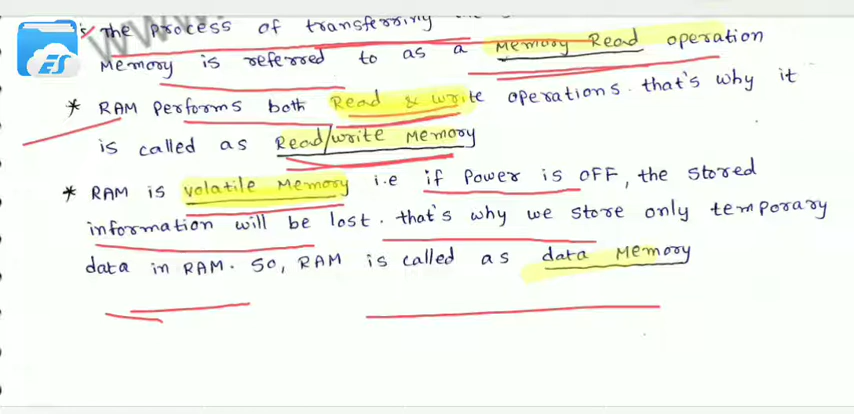 the process of transferring
Memory is referred to as a Memory Read operation
* RAM performs both Read & write operations. that's why it
is called as Read/write Memory
* RAM is volatile Memory i.e if power is OFF, the stored
information will be lost. that's why we store only temporary
data in RAM. So, RAM is called as data Memory
ES